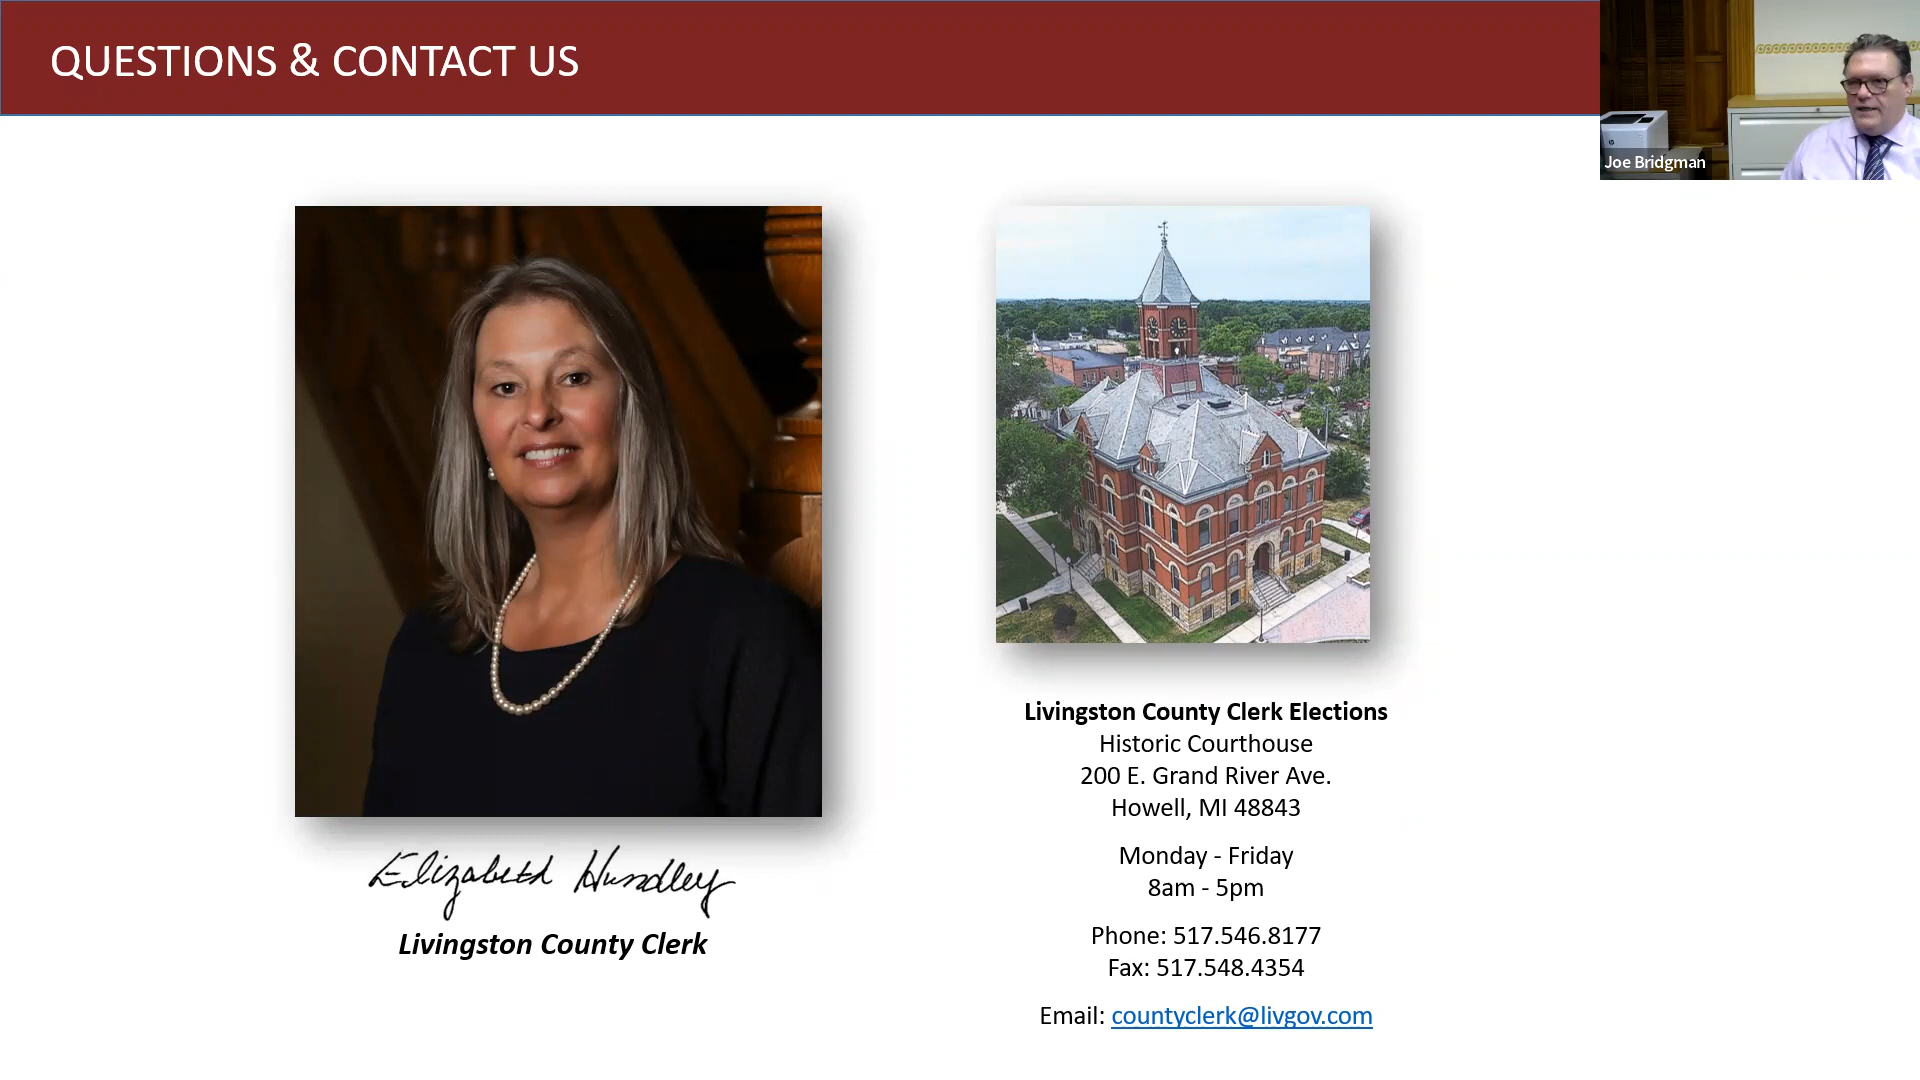 QUESTIONS & CONTACT US
Joe Bridgman
Elizabeth Hundley
Livingston County Clerk
Livingston County Clerk Elections
Historic Courthouse
200 E. Grand River Ave.
Howell, MI 48843
Monday - Friday
8am - 5pm
Phone: 517.546.8177
Fax: 517.548.4354
Email: countyclerk@livgov.com